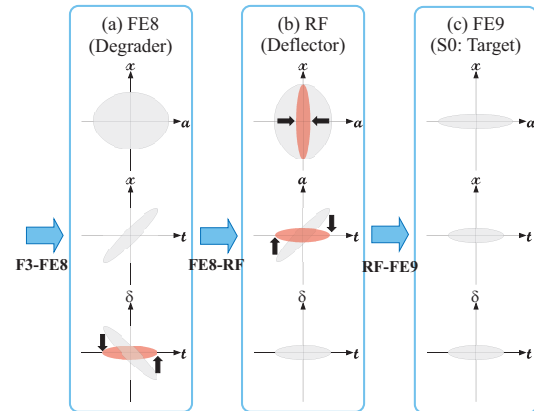 (a) FE8
(Degrader)
(b) RF
(Deflector)
(c) FE9
(S0: Target)
x
a
x
a
x
a
x
t
a
t
x
t
F3-FE8
FE8-RF
RF-FE9
δ
t
δ
t
δ
t